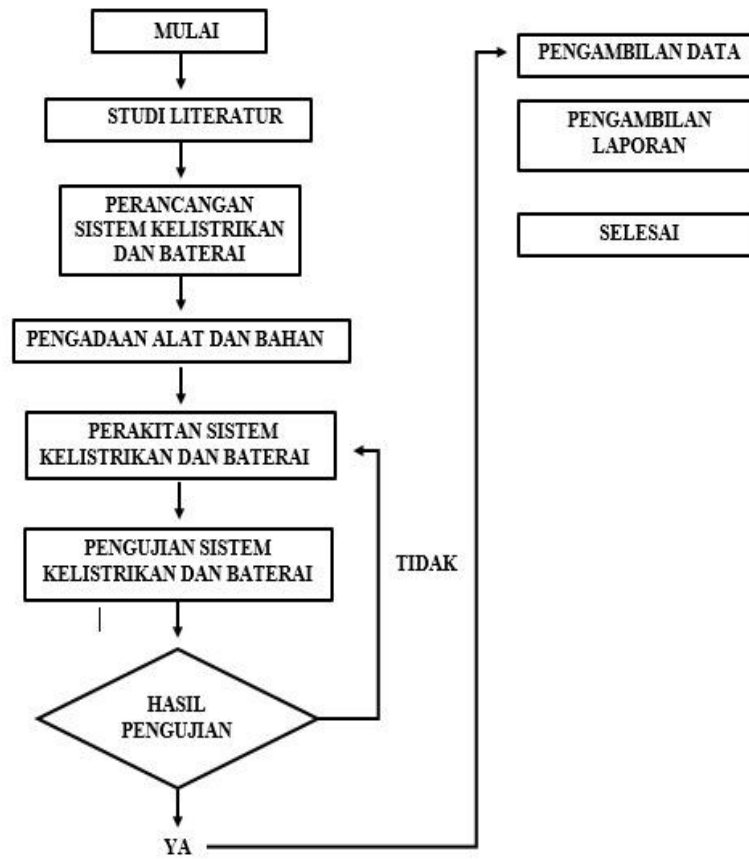 MULAI
STUDI LITERATUR
PERANCANGAN
SISTEM KELISTRIKAN
DAN BATERAI
PENGADAAN ALAT DAN BAHAN
PERAKITAN SISTEM
KELISTRIKAN DAN BATERAI
PENGUJIAN SISTEM
KELISTRIKAN DAN BATERAI
HASIL
PENGUJIAN
TIDAK
YA
PENGAMBILAN DATA
PENGAMBILAN
LAPORAN
SELESAI